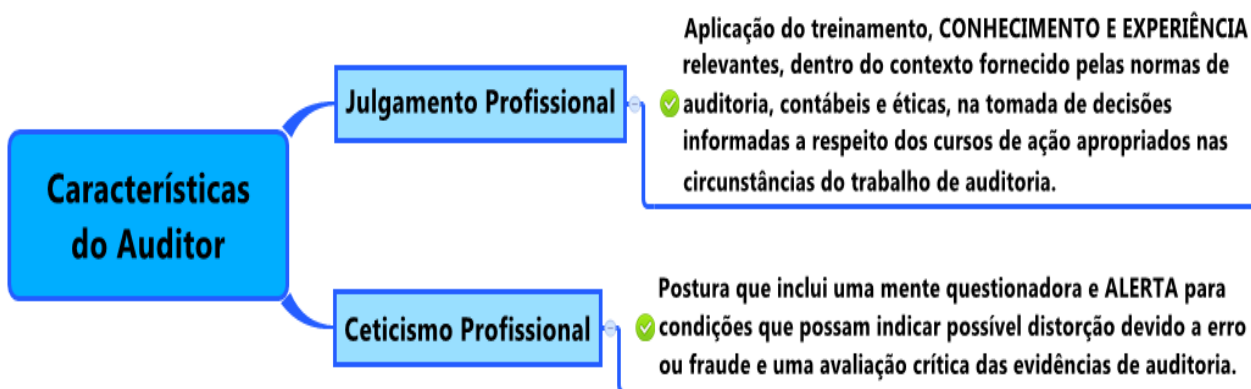 Características
do Auditor
Julgamento Profissional
Aplicação do treinamento, CONHECIMENTO E EXPERIÊNCIA
relevantes, dentro do contexto fornecido pelas normas de
auditoria, contábeis e éticas, na tomada de decisões
informadas a respeito dos cursos de ação apropriados nas
circunstâncias do trabalho de auditoria.
Ceticismo Profissional
Postura que inclui uma mente questionadora e ALERTA para
condições que possam indicar possível distorção devido a erro
ou fraude e uma avaliação crítica das evidências de auditoria.